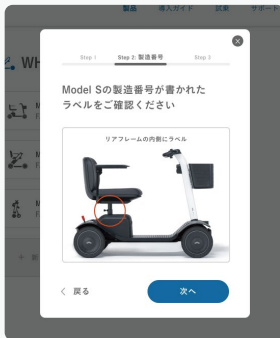 製品 導入ガイド 試乗 サポート
WH
Step 1 Step 2: 製造番号 Step 3
Model Sの製造番号が書かれた
ラベルをご確認ください
リアフレームの内側にラベル
M
M
M
戻る
次へ